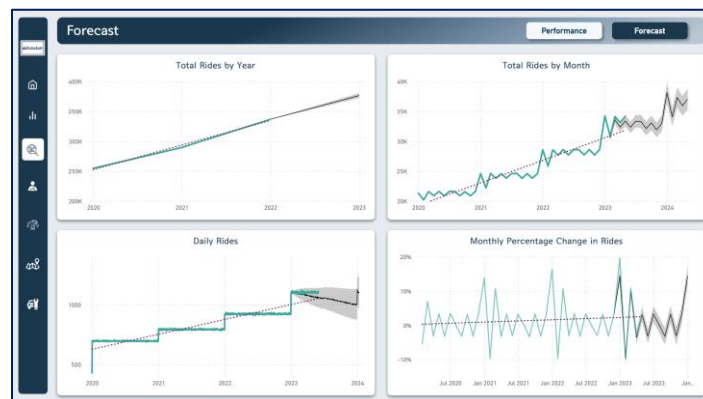 Forecast
Performance
Forecast
Total Rides by Year
400K
350K
300K
250K
200K
2020
2021
2022
2023
Total Rides by Month
40K
35K
30K
25K
20K
2020
2021
2022
2023
2024
Daily Rides
1000
500
2020
2021
2022
2023
2024
Monthly Percentage Change in Rides
20%
10%
0%
-10%
Jul 2020
Jan 2021
Jul 2021
Jan 2022
Jul 2022
Jan 2023
Jul 2023
Jan...